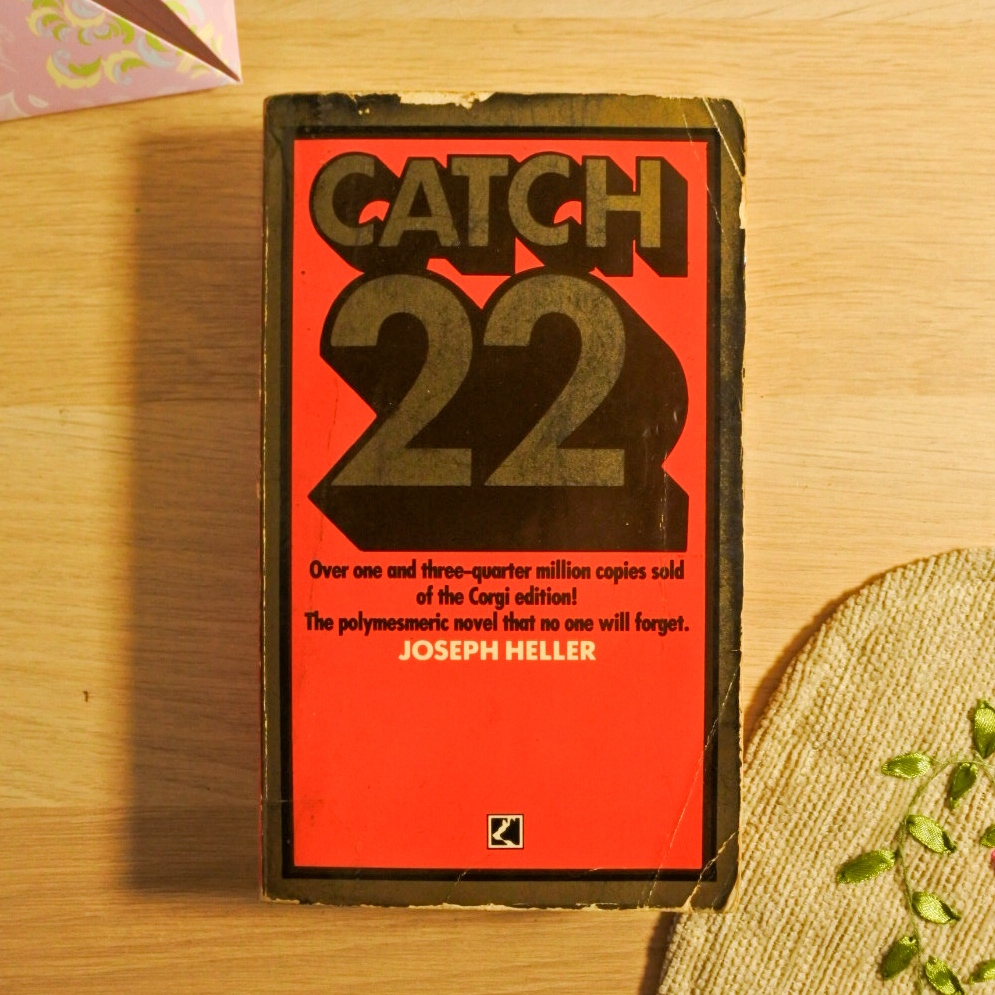 CATCH
22
Over one and three-quarter million copies sold
of the Corgi edition!
The polymesmeric novel that no one will forget.
JOSEPH HELLER